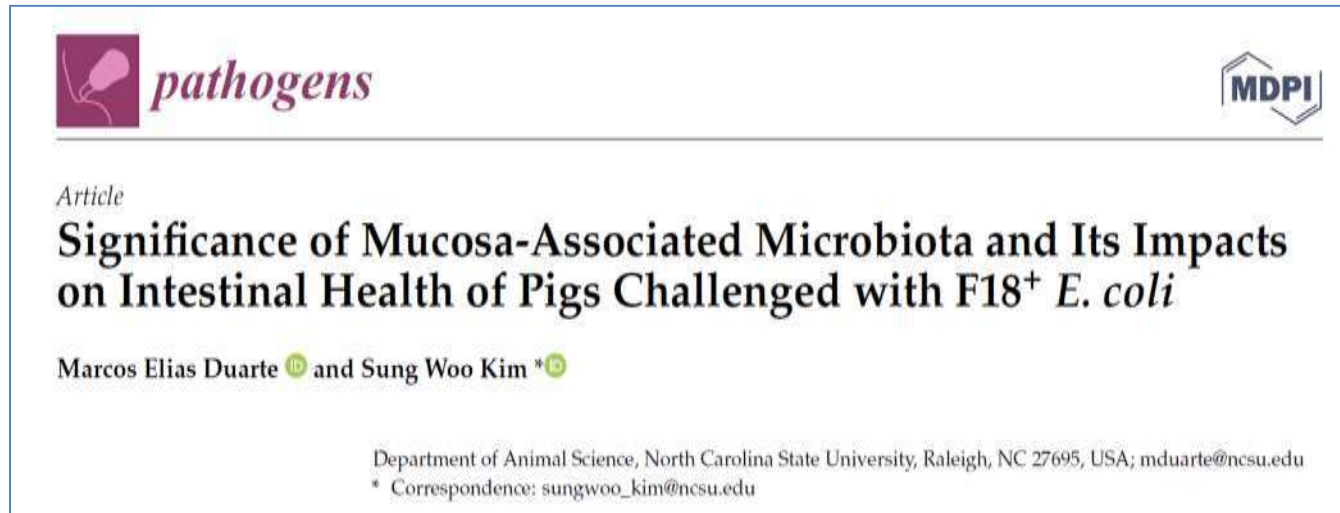 pathogens
MDPI
Article
Significance of Mucosa-Associated Microbiota and Its Impacts
on Intestinal Health of Pigs Challenged with F18⁺ E. coli
Marcos Elias Duarte iD and Sung Woo Kim * iD
Department of Animal Science, North Carolina State University, Raleigh, NC 27695, USA; mduarte@ncsu.edu
* Correspondence: sungwoo_kim@ncsu.edu